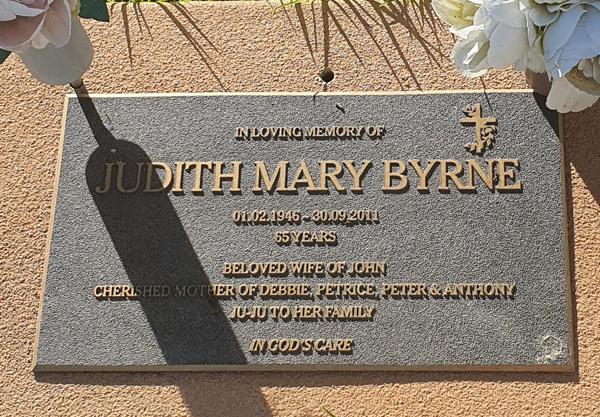 IN LOVING MEMORY OF
JUDITH MARY BYRNE
01.02.1946 - 30.09.2011
65 YEARS
BELOVED WIFE OF JOHN
CHERISHED MOTHER OF DEBBIE, PETRICE, PETER & ANTHONY
JU-JU TO HER FAMILY
IN GOD'S CARE